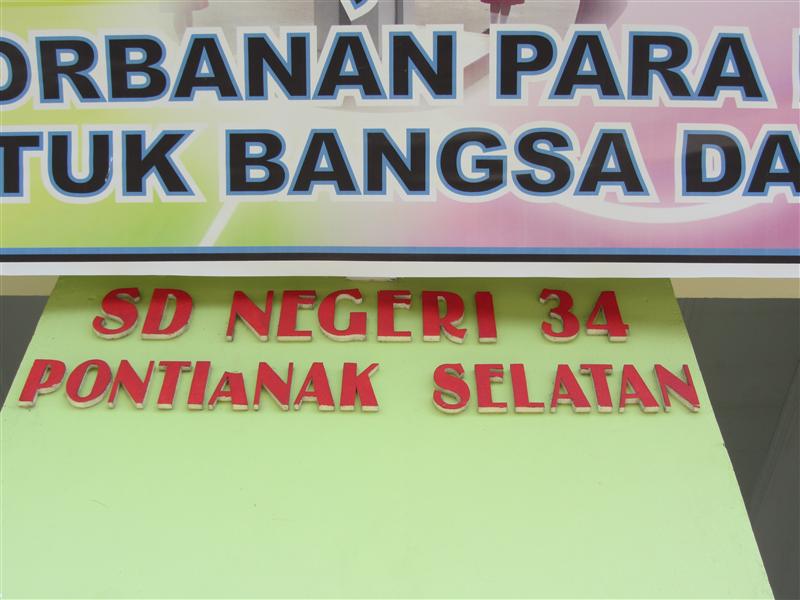 ORBANAN PARA
TUK BANGSA DA
SD NEGERI 34
PONTIANAK SELATAN